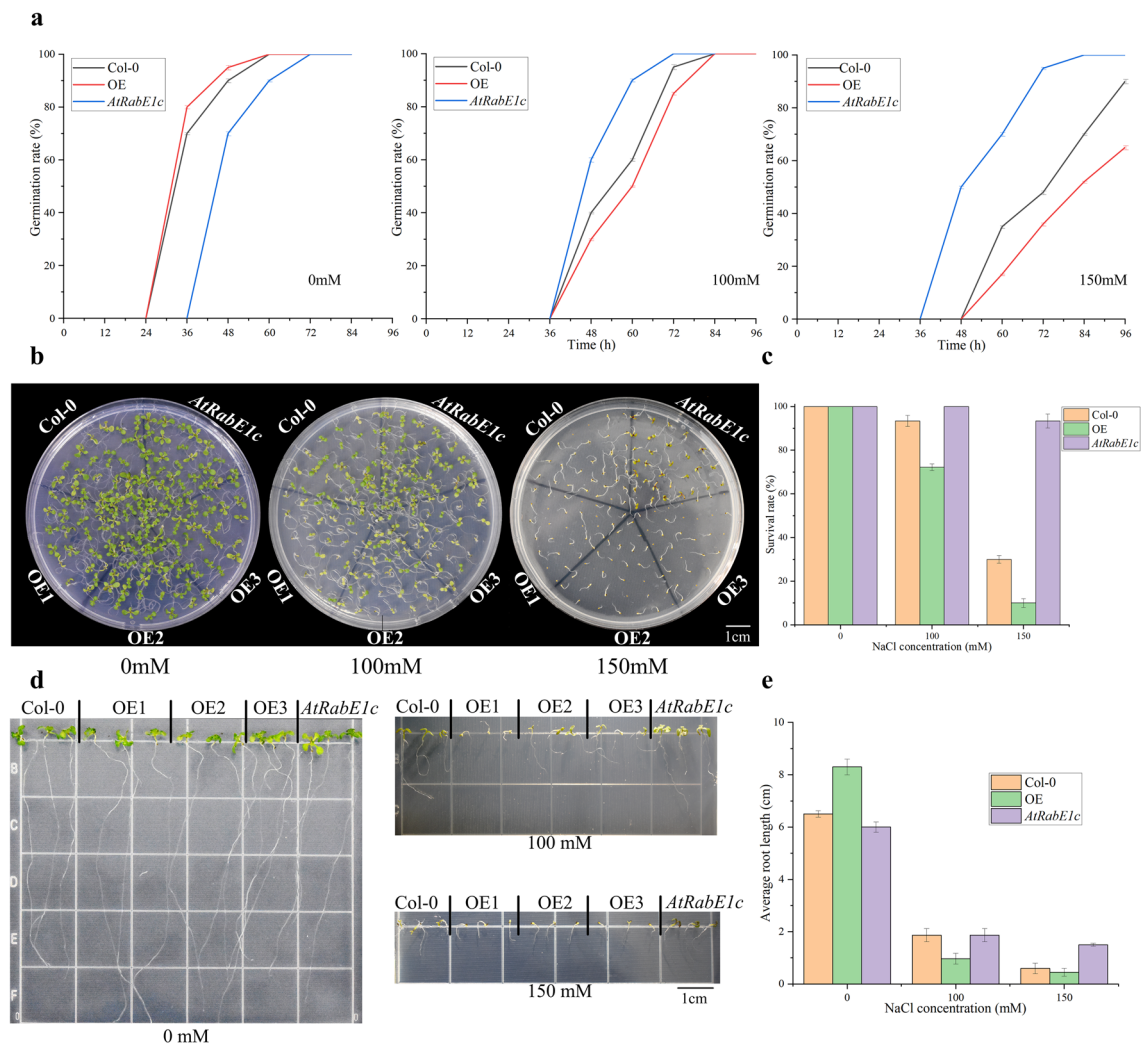 a
Germination rate (%)
100
80
60
40
20
0
Col-0
OE
AtRabE1c
0mM
0 12 24 36 48 60 72 84 96
Germination rate (%)
100
80
60
40
20
0
Col-0
OE
AtRabE1c
100mM
0 12 24 36 48 60 72 84 96
Time (h)
Germination rate (%)
100
80
60
40
20
0
Col-0
OE
AtRabE1c
150mM
0 12 24 36 48 60 72 84 96
Time (h)
b
Col-0 AtRabE1c OE3 OE2 OE1
0mM
Col-0 AtRabE1c OE3 OE2 OE1
100mM
Col-0 AtRabE1c OE3 OE2
150mM
1cm
c
Survival rate (%)
100
80
60
40
20
0
Col-0
OE
AtRabE1c
0 100 150
NaCl concentration (mM)
d
Col-0 OE1 OE2 OE3 AtRabE1c
B
C
D
E
F
0 mM
Col-0 OE1 OE2 OE3 AtRabE1c
B
C
100 mM
Col-0 OE1 OE2 OE3 AtRabE1c
150 mM
1cm
e
Average root length (cm)
10
8
6
4
2
0
Col-0
OE
AtRabE1c
0 100 150
NaCl concentration (mM)